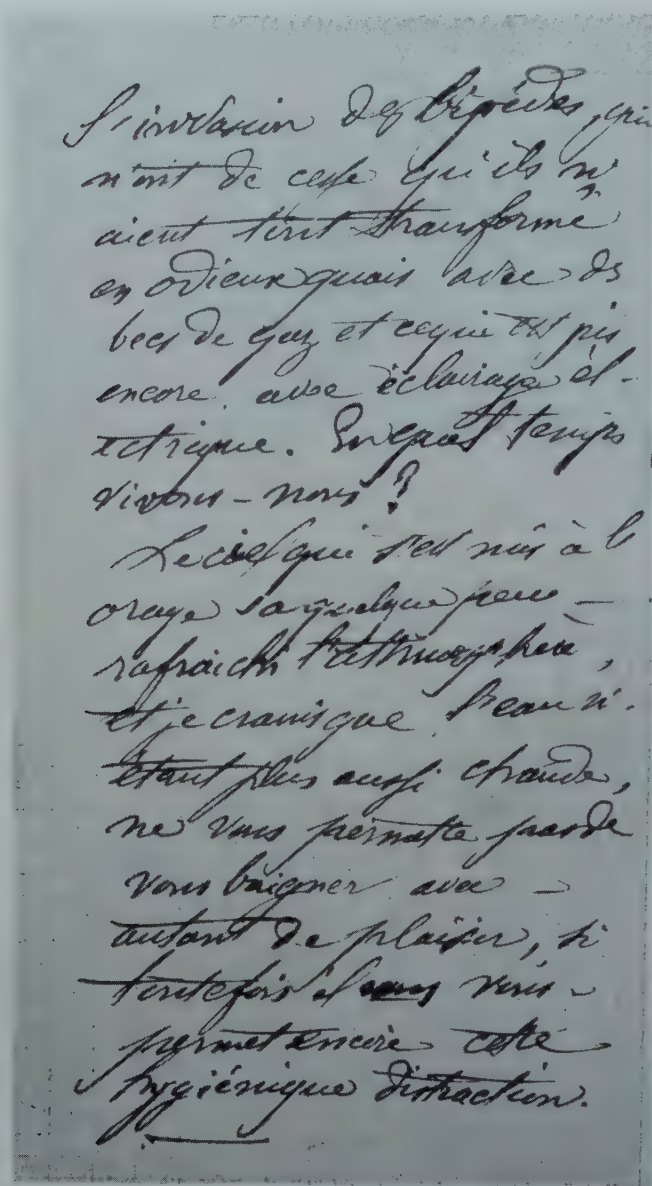 l'invasion des bipèdes, qui
n'ont de cesse qu'ils n'
aient tout transformé
en odieux quais avec des
becs de gaz et ce qui est pis
encore, avec éclairage él-
ectrique. En quel temps
vivons-nous?
Le ciel qui s'est mis à l'
orage a quelque peu
rafraichi l'athmosphère,
et je crains que l'eau n'
étant plus aussi chaude,
ne vous permette pas de
vous baigner avec
autant de plaisir, si
toutefois il vous
permet encore cette
hygiénique distraction.